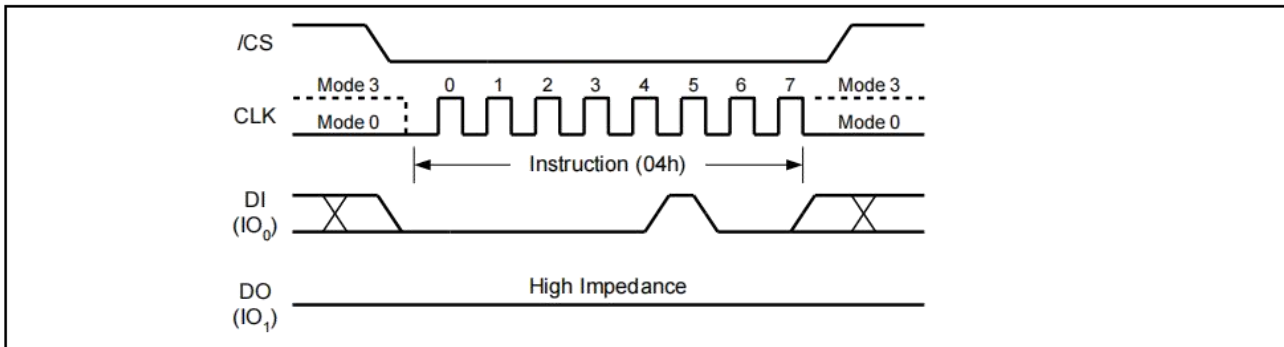 /CS
Mode 3 0 1 2 3 4 5 6 7 Mode 3
CLK
Mode 0 Mode 0
Instruction (04h)
DI
(IO0)
High Impedance
DO
(IO1)